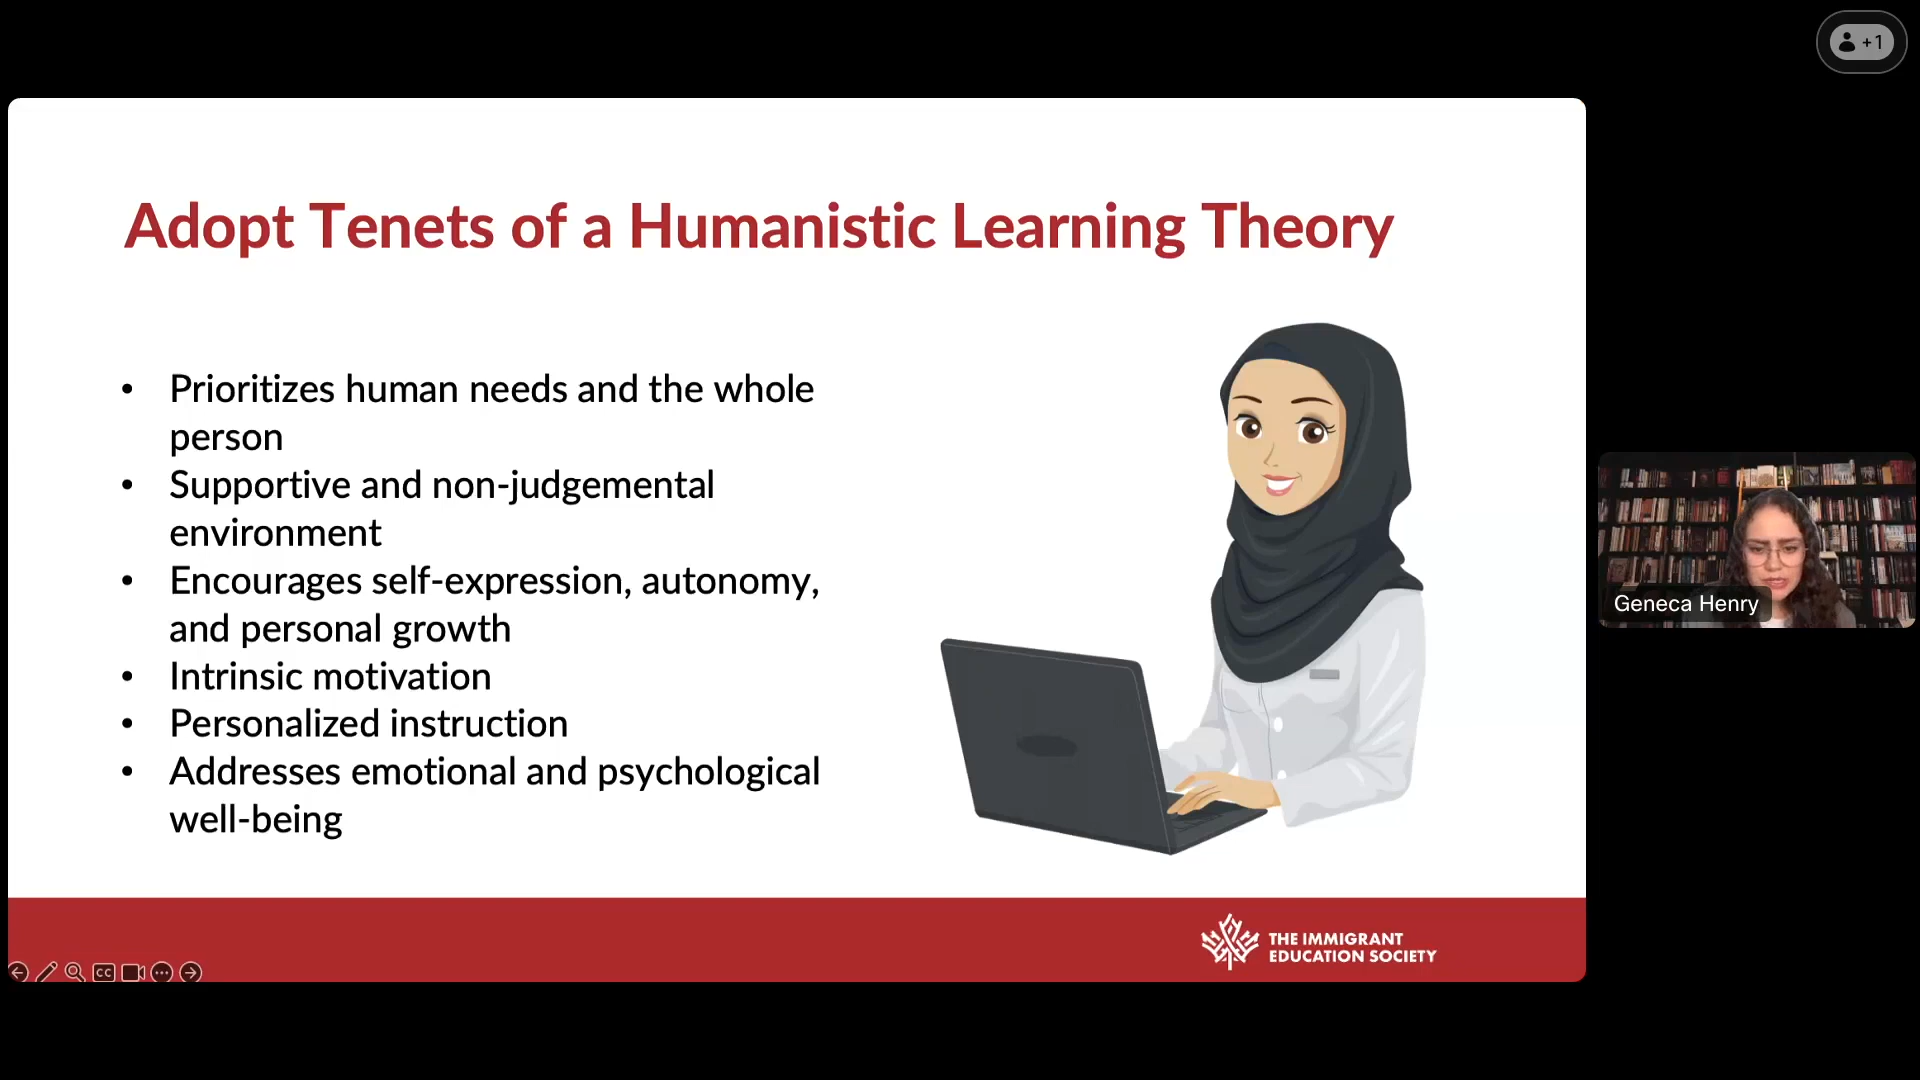 +1
Adopt Tenets of a Humanistic Learning Theory
• Prioritizes human needs and the whole
person
• Supportive and non-judgemental
environment
• Encourages self-expression, autonomy,
and personal growth
• Intrinsic motivation
• Personalized instruction
• Addresses emotional and psychological
well-being
Geneca Henry
THE IMMIGRANT
EDUCATION SOCIETY
CC